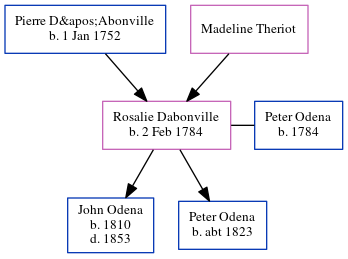 Pierre D&apos;Abonville
b. 1 Jan 1752
Madeline Theriot
Rosalie Dabonville
b. 2 Feb 1784
Peter Odena
b. 1784
John Odena
b. 1810
d. 1853
Peter Odena
b. abt 1823